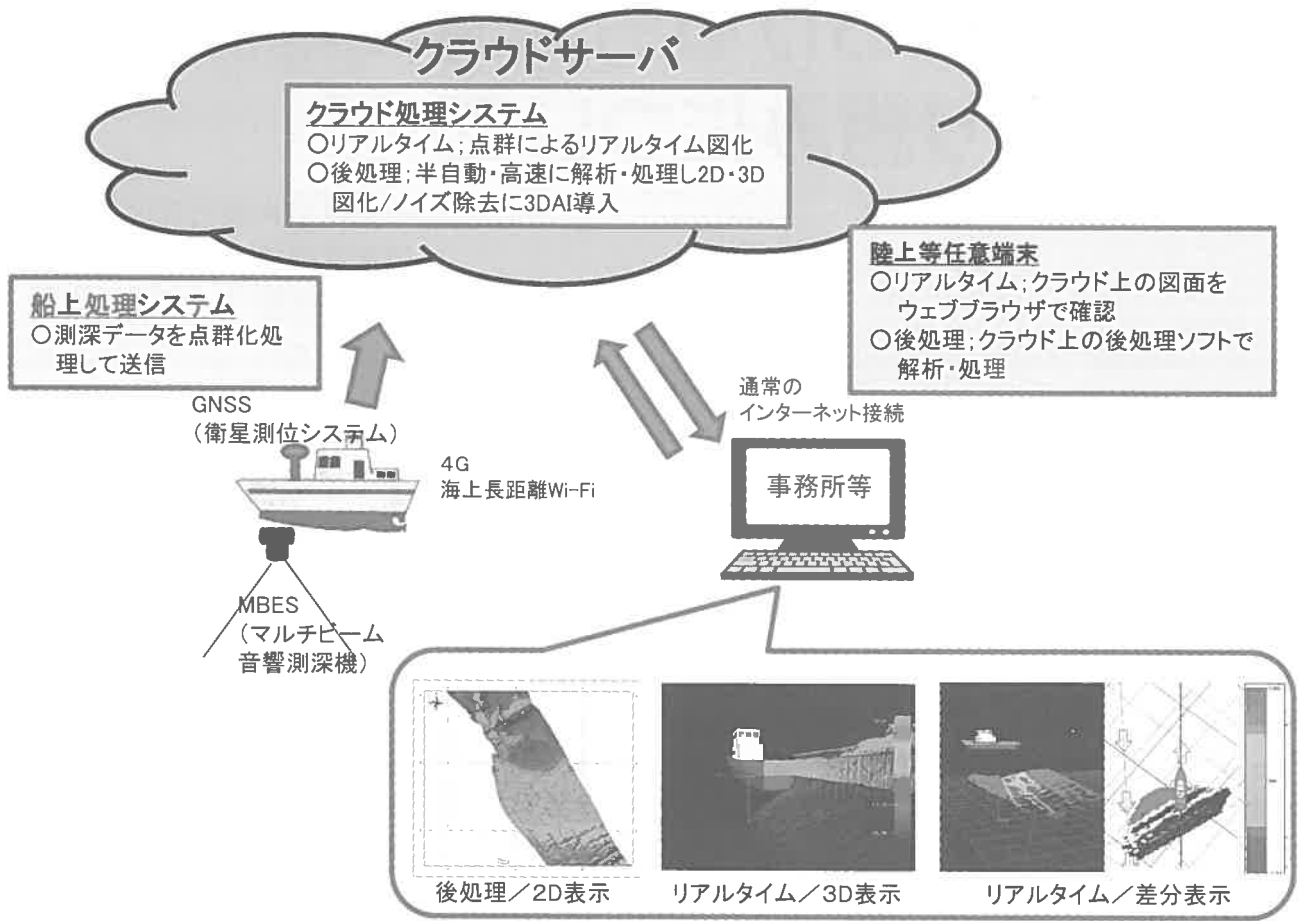 クラウドサーバ
クラウド処理システム
○リアルタイム;点群によるリアルタイム図化
○後処理;半自動・高速に解析・処理し2D・3D
図化/ノイズ除去に3DAI導入
陸上等任意端末
○リアルタイム;クラウド上の図面を
ウェブブラウザで確認
○後処理;クラウド上の後処理ソフトで
解析・処理
船上処理システム
○測深データを点群化処
理して送信
GNSS
(衛星測位システム)
4G
海上長距離Wi-Fi
通常の
インターネット接続
事務所等
MBES
(マルチビーム
音響測深機)
後処理/2D表示
リアルタイム/3D表示
リアルタイム/差分表示